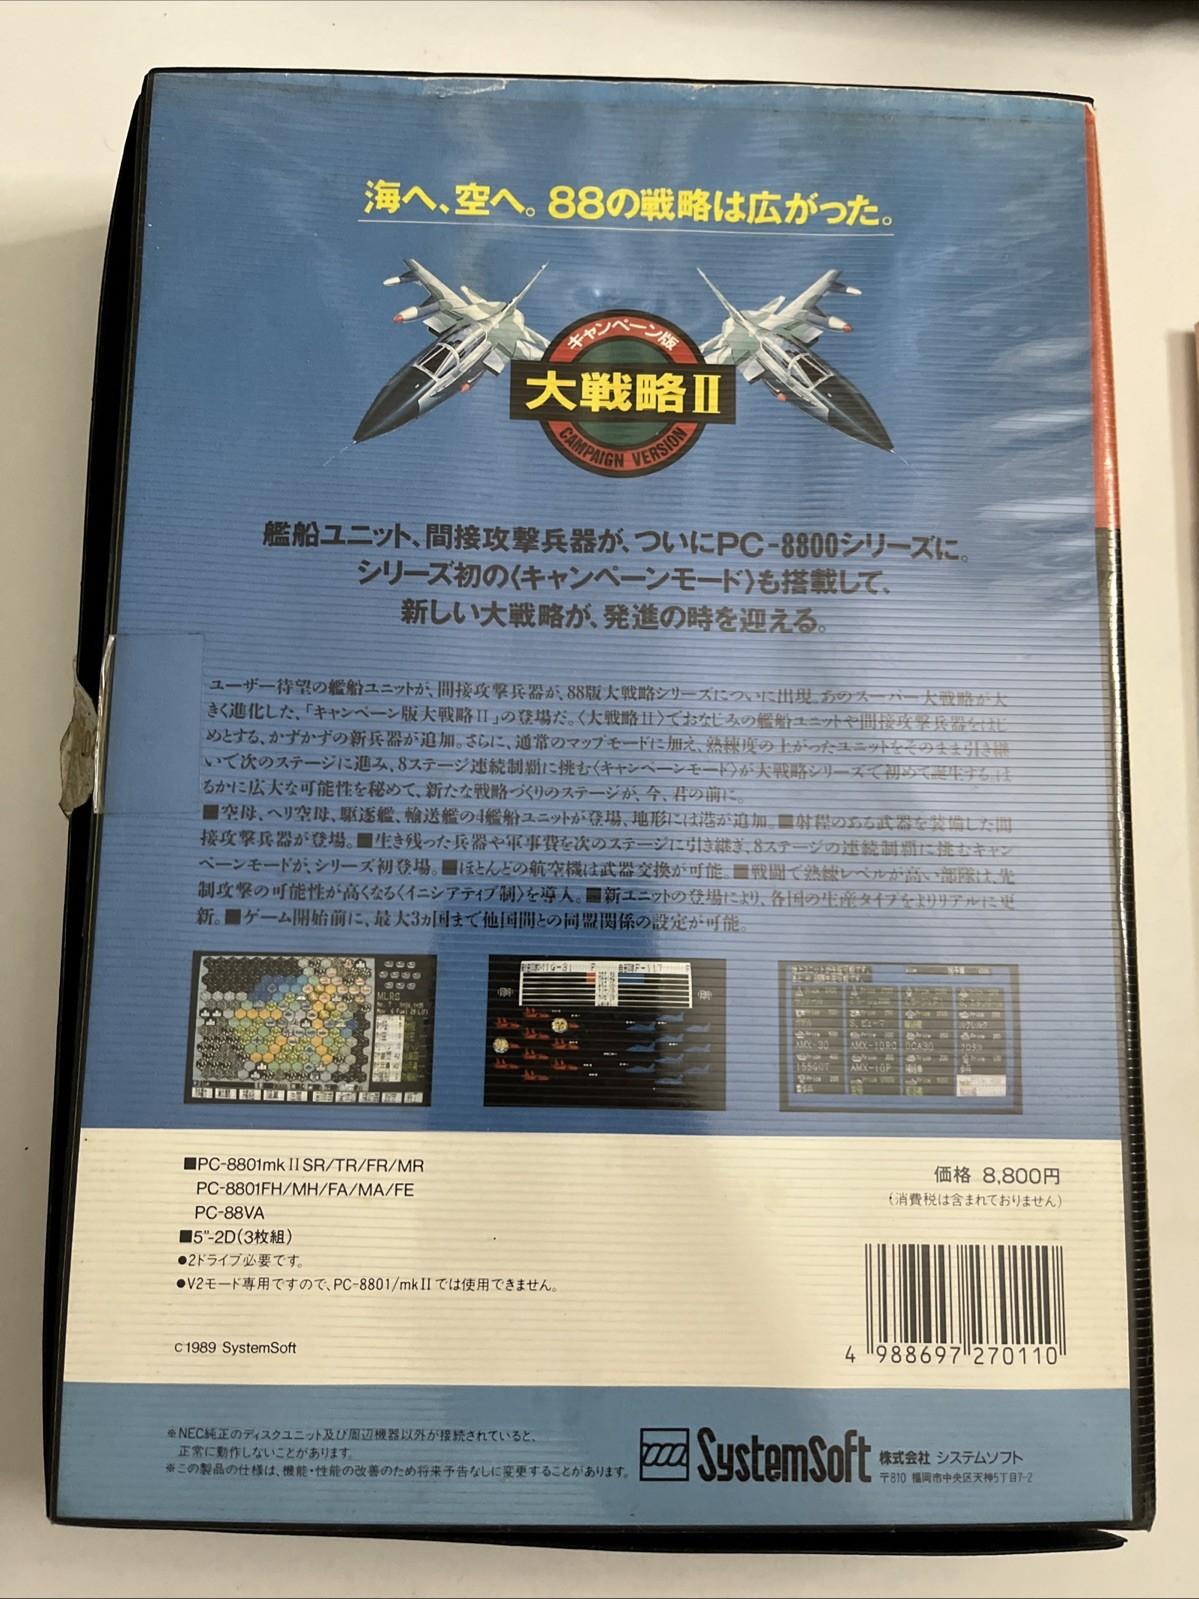 海へ、空へ。88の戦略は広がった。
キャンペーン版
大戦略II
CAMPAIGN VERSION
艦船ユニット、間接攻撃兵器が、ついにPC-8800シリーズに。
シリーズ初の〈キャンペーンモード〉も搭載して、
新しい大戦略が、発進の時を迎える。
ユーザー待望の艦船ユニットが、間接攻撃兵器が、88版大戦略シリーズについに出現。あのスーパー大戦略が大
きく進化した、「キャンペーン版大戦略II」の登場だ。〈大戦略II〉でおなじみの艦船ユニットや間接攻撃兵器をはじ
めとする、かずかずの新兵器が追加。さらに、通常のマップモードに加え、熟練度の上がったユニットをそのまま引き継
いで次のステージに進み、8ステージ連続制覇に挑む〈キャンペーンモード〉が大戦略シリーズで初めて誕生する。は
るかに広大な可能性を秘めて、新たな戦略づくりのステージが、今、君の前に。
■空母、ヘリ空母、駆逐艦、輸送艦の4艦船ユニットが登場、地形には港が追加。■射程のある武器を装備した間
接攻撃兵器が登場。■生き残った兵器や軍事費を次のステージに引き継ぎ、8ステージの連続制覇に挑むキャン
ペーンモードが、シリーズ初登場。■ほとんどの航空機は武器交換が可能。■戦闘で熟練レベルが高い部隊は、先
制攻撃の可能性が高くなる〈イニシアティブ制〉を導入。■新ユニットの登場により、各国の生産タイプをよりリアルに更
新。■ゲーム開始前に、最大3ヵ国まで他国間との同盟関係の設定が可能。
MLRS
AMX-30 AMX-10RC DCA30
155GCT AMX-10P
■PC-8801mkIISR/TR/FR/MR
PC-8801FH/MH/FA/MA/FE
PC-88VA
■5"-2D(3枚組)
●2ドライブ必要です。
●V2モード専用ですので、PC-8801/mkIIでは使用できません。
価格 8,800円
(消費税は含まれておりません)
4 988697 270110
C1989 SystemSoft
※NEC純正のディスクユニット及び周辺機器以外が接続されていると、
正常に動作しないことがあります。
※この製品の仕様は、機能・性能の改善のため将来予告なしに変更することがあります。
SystemSoft
株式会社 システムソフト
〒810 福岡市中央区天神5丁目7-2